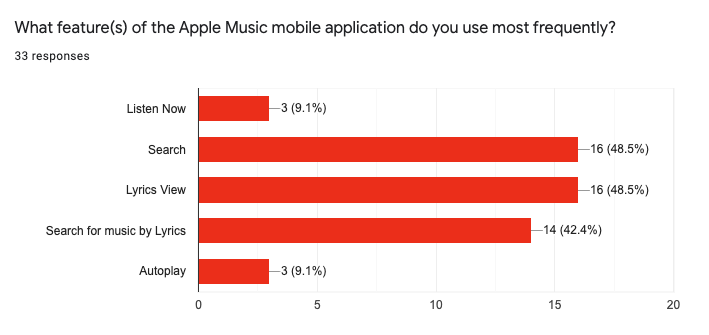 What feature(s) of the Apple Music mobile application do you use most frequently?
33 responses
Listen Now
3 (9.1%)
Search
16 (48.5%)
Lyrics View
16 (48.5%)
Search for music by Lyrics
14 (42.4%)
Autoplay
3 (9.1%)
0
5
10
15
20